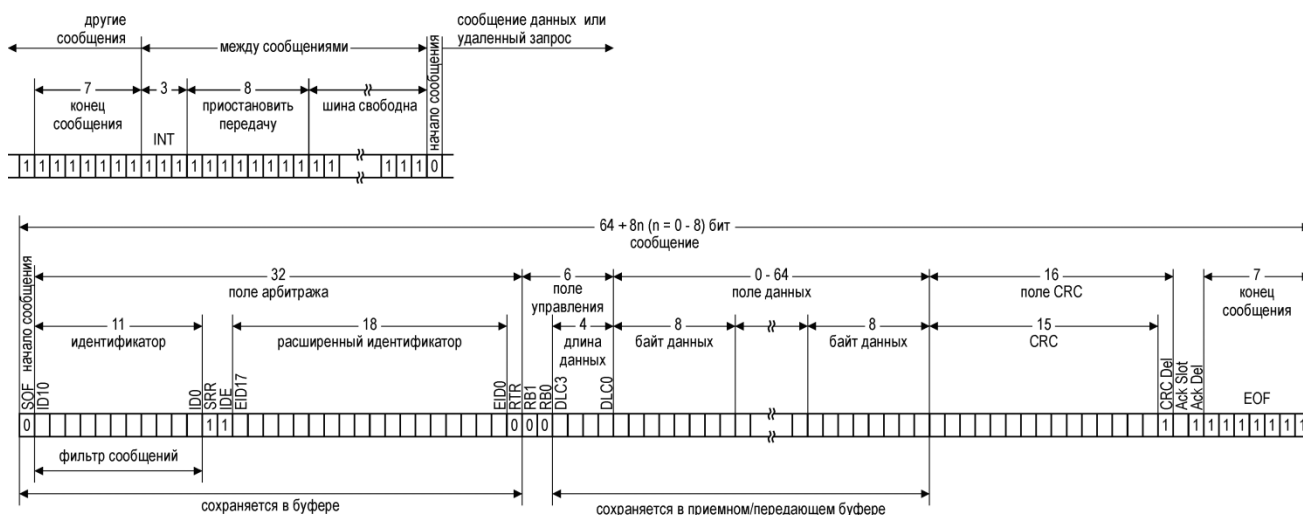 другие
сообщения
между сообщениями
начало сообщения
сообщение данных или
удаленный запрос
7
конец
сообщения
3
INT
8
приостановить
передачу
шина свободна
1 1 1 1 1 1 1 1 1 1 1 1 1 1 1 1 1 1 1 1 1 1 1 1 0
64 + 8n (n = 0 - 8) бит
сообщение
начало сообщения
32
поле арбитража
6
поле
управления
0 - 64
поле данных
16
поле CRC
7
конец
сообщения
11
идентификатор
18
расширенный идентификатор
4
длина
данных
8
байт данных
8
байт данных
15
CRC
SOF
ID10
ID0
SRR
IDE
EID17
EID0
RTR
RB1
RB0
DLC3
DLC0
CRC Del
Ack Slot
Ack Del
EOF
0 1 1 0 0 0 1 1 1 1 1 1 1 1 1
фильтр сообщений
сохраняется в буфере
сохраняется в приемном/передающем буфере